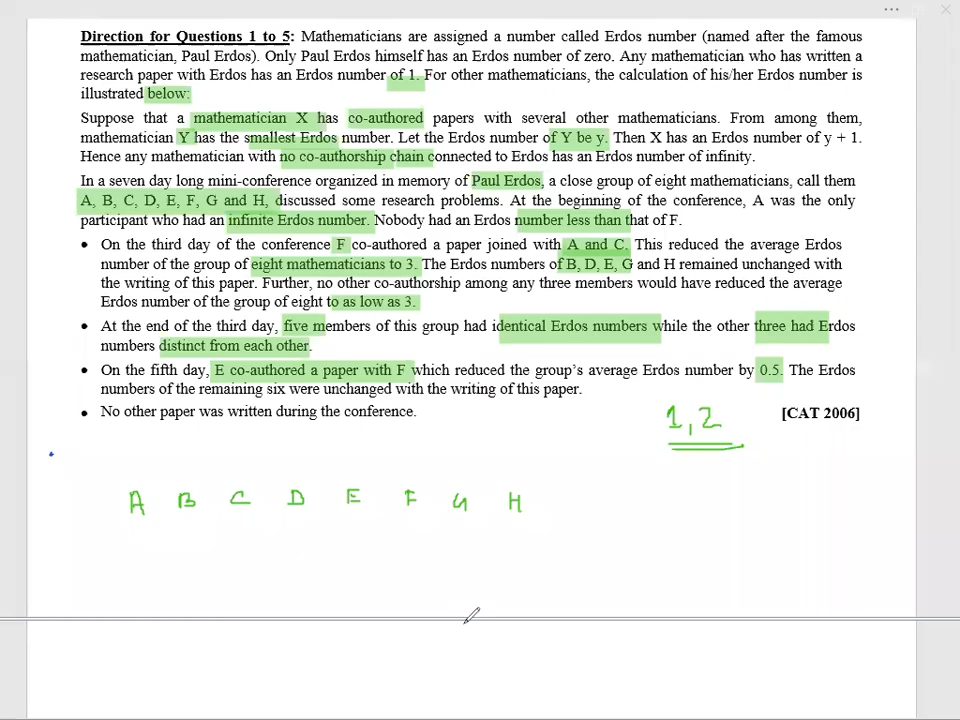 Direction for Questions 1 to 5: Mathematicians are assigned a number called Erdos number (named after the famous
mathematician, Paul Erdos). Only Paul Erdos himself has an Erdos number of zero. Any mathematician who has written a
research paper with Erdos has an Erdos number of 1. For other mathematicians, the calculation of his/her Erdos number is
illustrated below:
Suppose that a mathematician X has co-authored papers with several other mathematicians. From among them,
mathematician Y has the smallest Erdos number. Let the Erdos number of Y be y. Then X has an Erdos number of y + 1.
Hence any mathematician with no co-authorship chain connected to Erdos has an Erdos number of infinity.
In a seven day long mini-conference organized in memory of Paul Erdos, a close group of eight mathematicians, call them
A, B, C, D, E, F, G and H, discussed some research problems. At the beginning of the conference, A was the only
participant who had an infinite Erdos number. Nobody had an Erdos number less than that of F.
• On the third day of the conference F co-authored a paper joined with A and C. This reduced the average Erdos
number of the group of eight mathematicians to 3. The Erdos numbers of B, D, E, G and H remained unchanged with
the writing of this paper. Further, no other co-authorship among any three members would have reduced the average
Erdos number of the group of eight to as low as 3.
• At the end of the third day, five members of this group had identical Erdos numbers while the other three had Erdos
numbers distinct from each other.
• On the fifth day, E co-authored a paper with F which reduced the group's average Erdos number by 0.5. The Erdos
numbers of the remaining six were unchanged with the writing of this paper.
• No other paper was written during the conference. [CAT 2006]
1, 2
A B C D E F G H